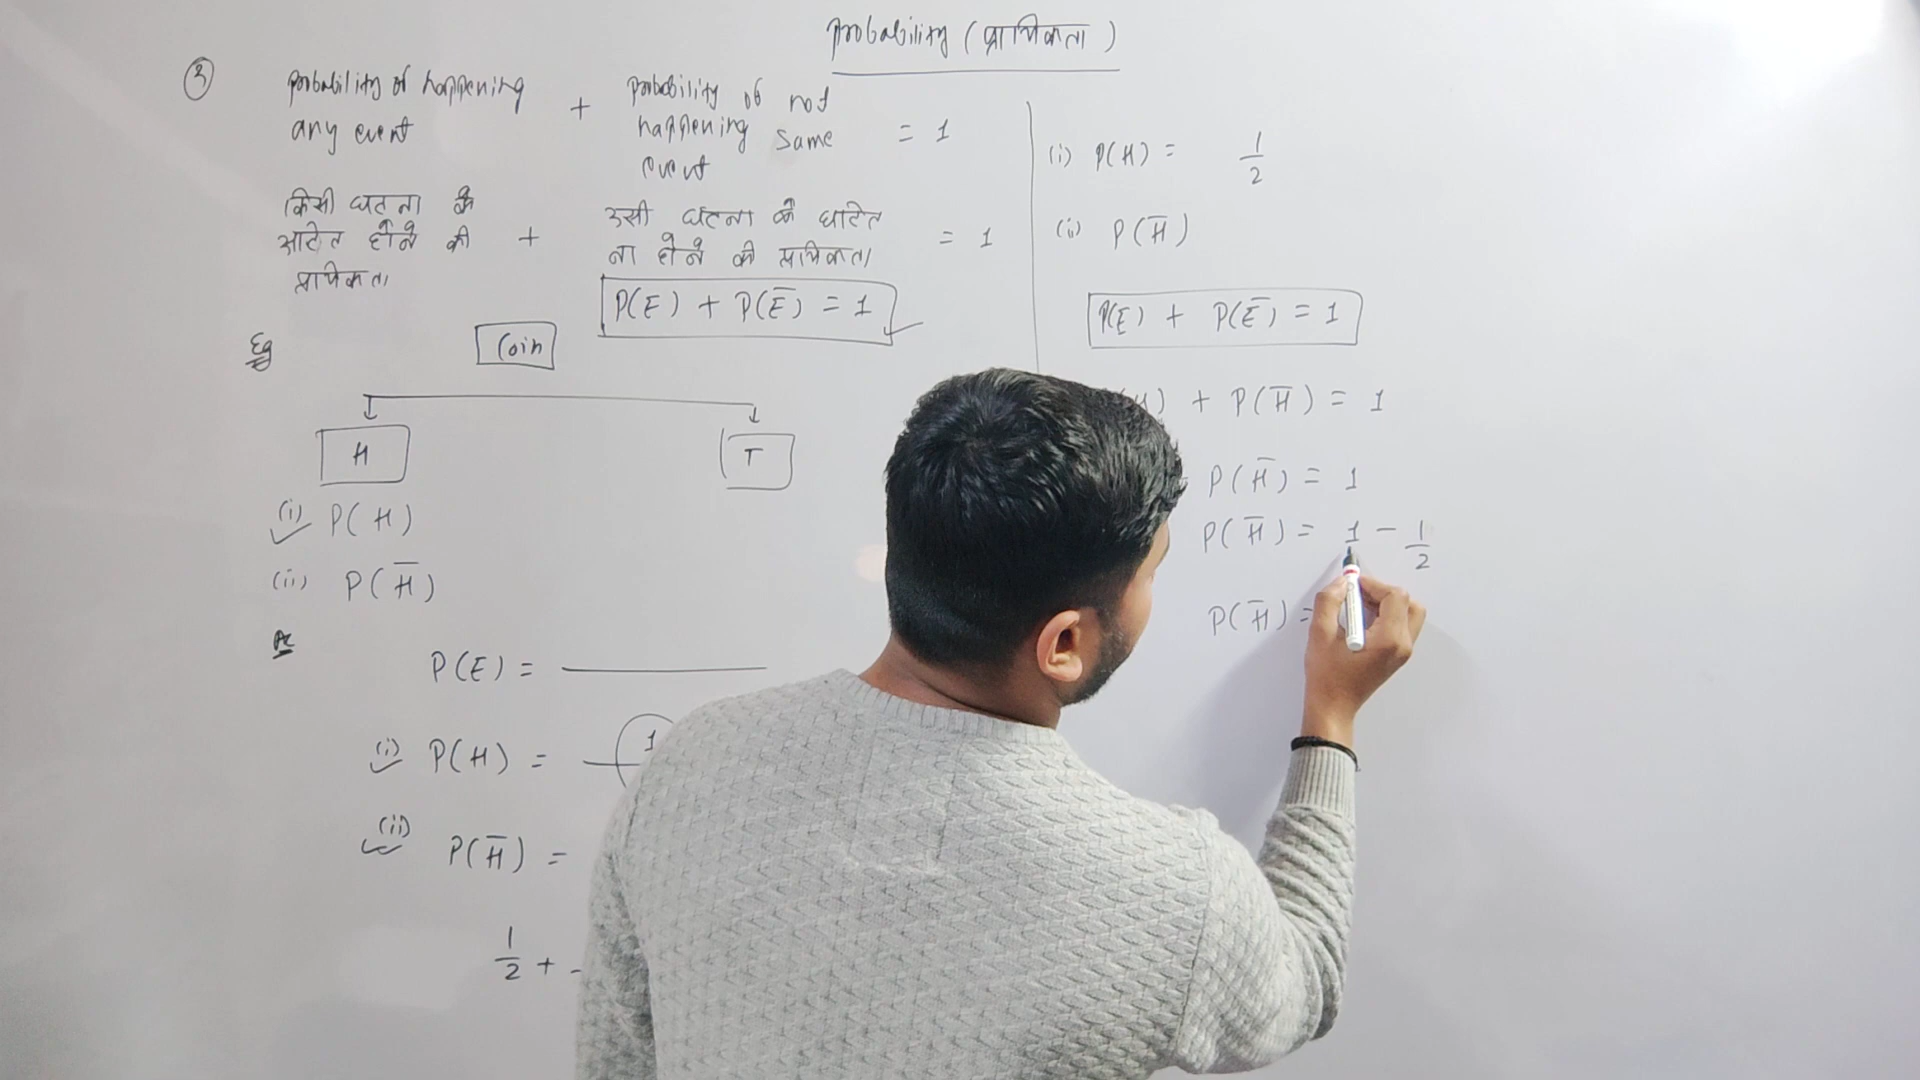 Probability (प्रायिकता)
3
probability of happening
any event
+
probability of not
happening same
event
= 1
किसी घटना के
घटित होने की
प्रायिकता
+
उसी घटना के घटित
ना होने की प्रायिकता
= 1
P(E) + P(E̅) = 1
Eg
Coin
H
T
(i) P(H)
(ii) P(H̅)
P(E) =
(i) P(H) = 1
(ii) P(H̅) =
1/2 +
(i) P(H) = 1/2
(ii) P(H̅)
P(E) + P(E̅) = 1
H) + P(H̅) = 1
P(H̅) = 1
P(H̅) = 1 - 1/2
P(H̅) =